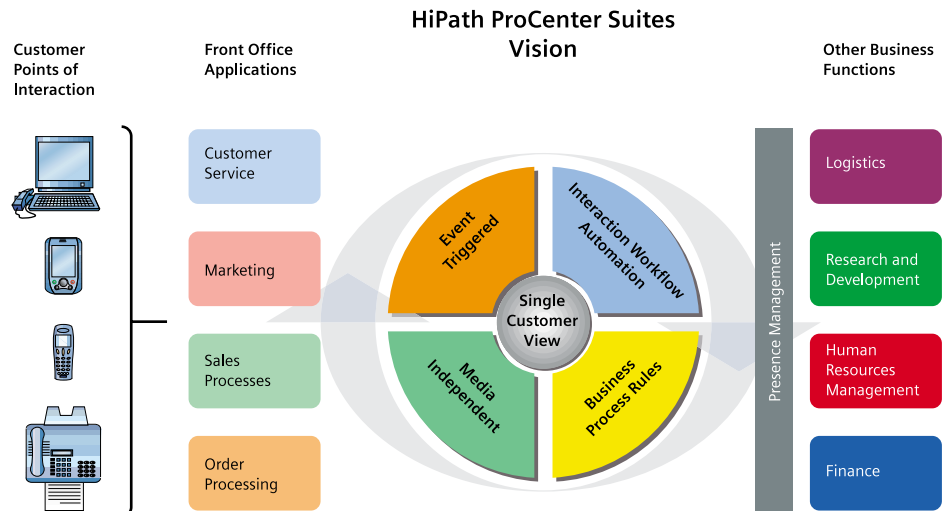 HiPath ProCenter Suites
Vision
Customer
Points of
Interaction
Front Office
Applications
Other Business
Functions
Customer
Service
Marketing
Sales
Processes
Order
Processing
Event
Triggered
Interaction Workflow
Automation
Single
Customer
View
Media
Independent
Business
Process Rules
Presence Management
Logistics
Research and
Development
Human
Resources
Management
Finance